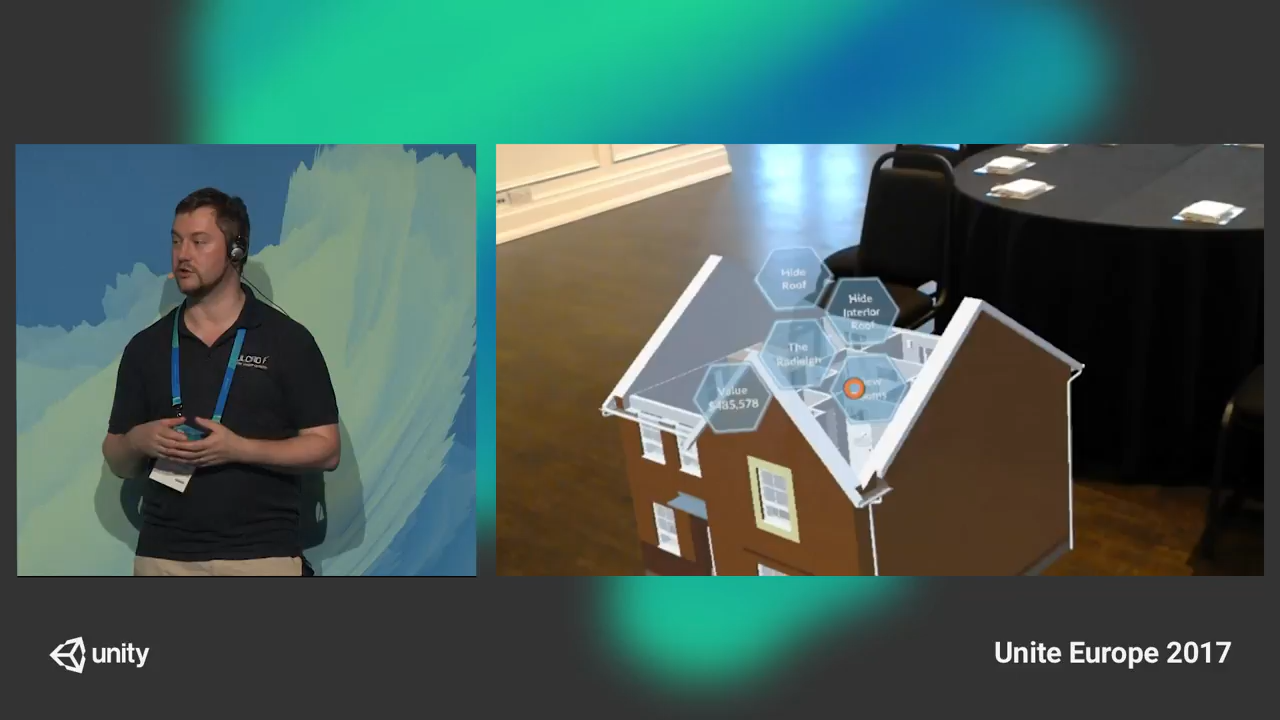 Hide
Roof
Hide
Interior
Roof
The
Radleigh
Value
$485,578
unity
Unite Europe 2017